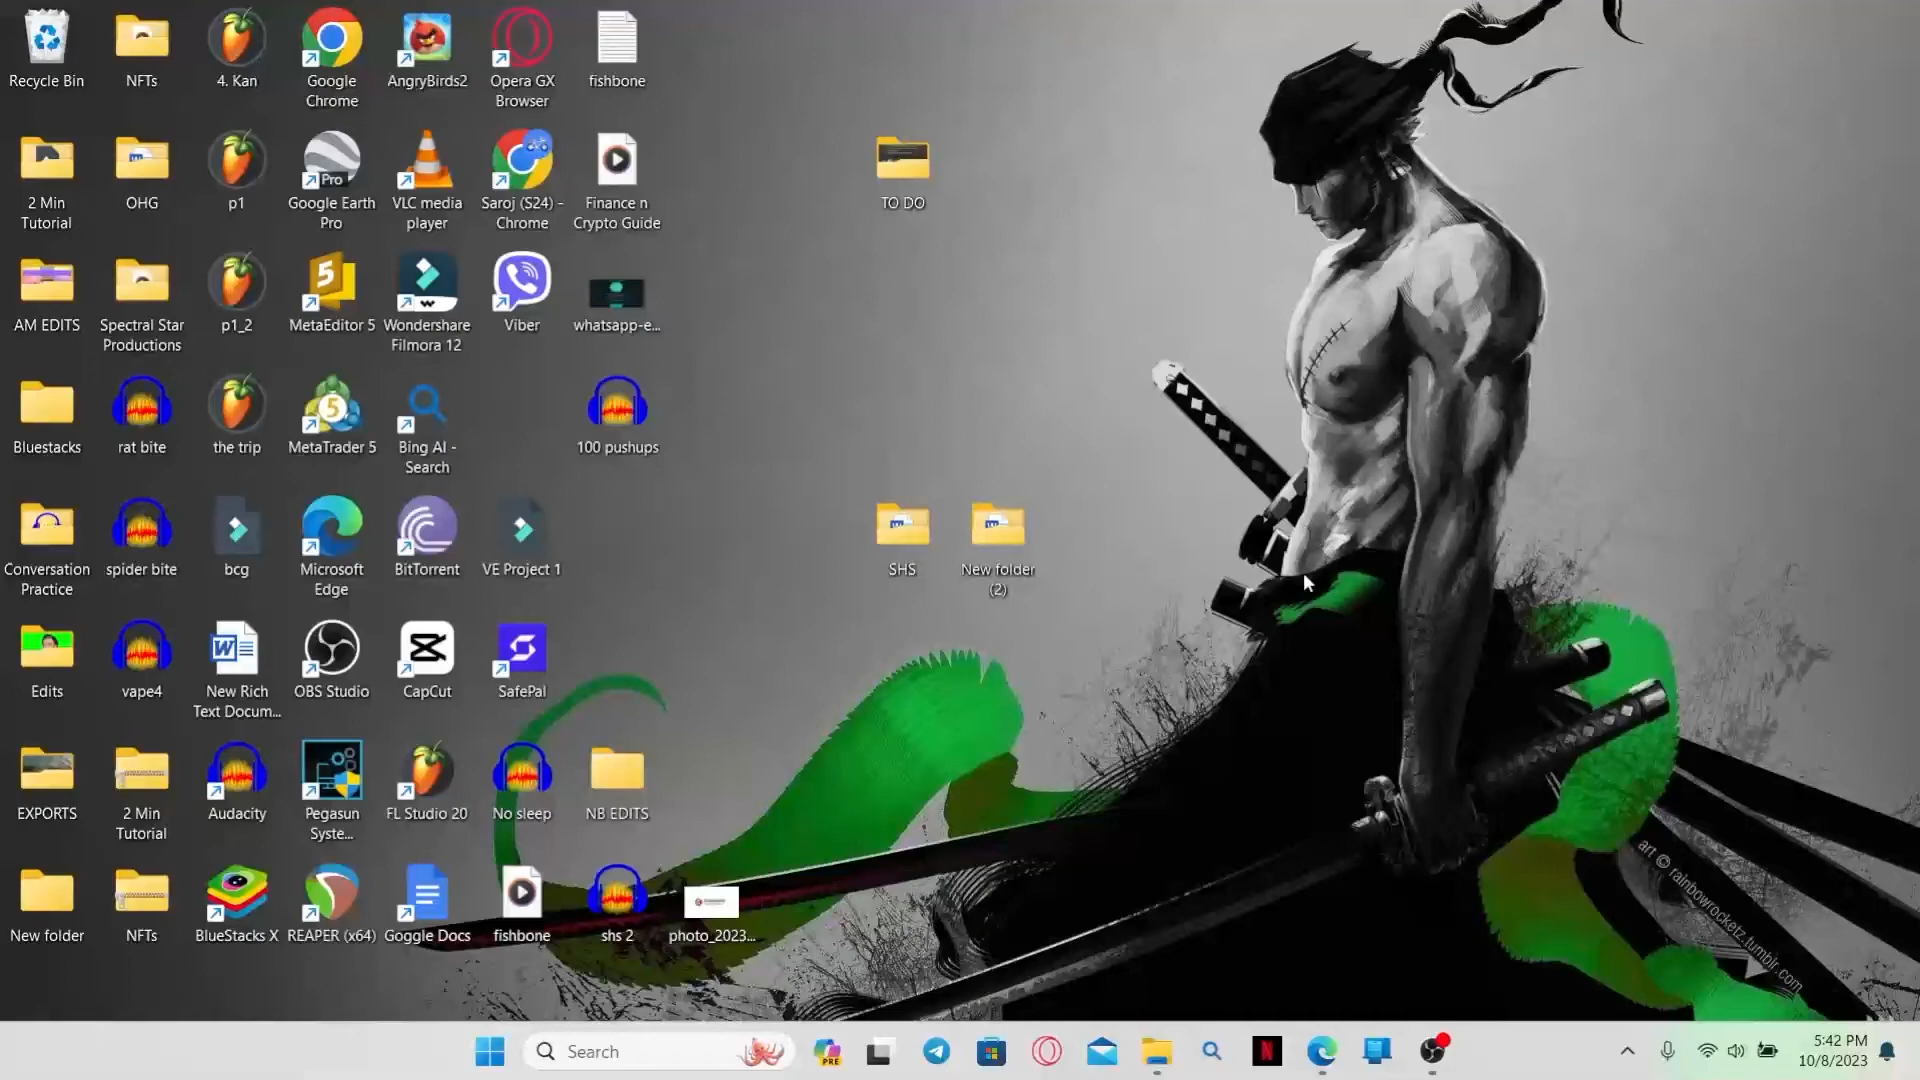 Recycle Bin
NFTs
4. Kan
Google
Chrome
AngryBirds2
Opera GX
Browser
fishbone
2 Min
Tutorial
OHG
p1
Pro
Google Earth
Pro
VLC media
player
Saroj (S24) -
Chrome
Finance n
Crypto Guide
TO DO
AM EDITS
Spectral Star
Productions
p1_2
5
MetaEditor 5
Wondershare
Filmora 12
Viber
whatsapp-e...
Bluestacks
rat bite
the trip
5
MetaTrader 5
Bing AI -
Search
100 pushups
Conversation
Practice
spider bite
bcg
Microsoft
Edge
BitTorrent
VE Project 1
SHS
New folder
(2)
Edits
vape4
W
New Rich
Text Docum...
OBS Studio
CapCut
S
SafePal
EXPORTS
2 Min
Tutorial
Audacity
Pegasun
Syste...
FL Studio 20
No sleep
NB EDITS
New folder
NFTs
BlueStacks X
REAPER (x64)
Goggle Docs
fishbone
shs 2
photo_2023...
art © rainbowrocketz.tumblr.com
Search
PRE
N
5:42 PM
10/8/2023